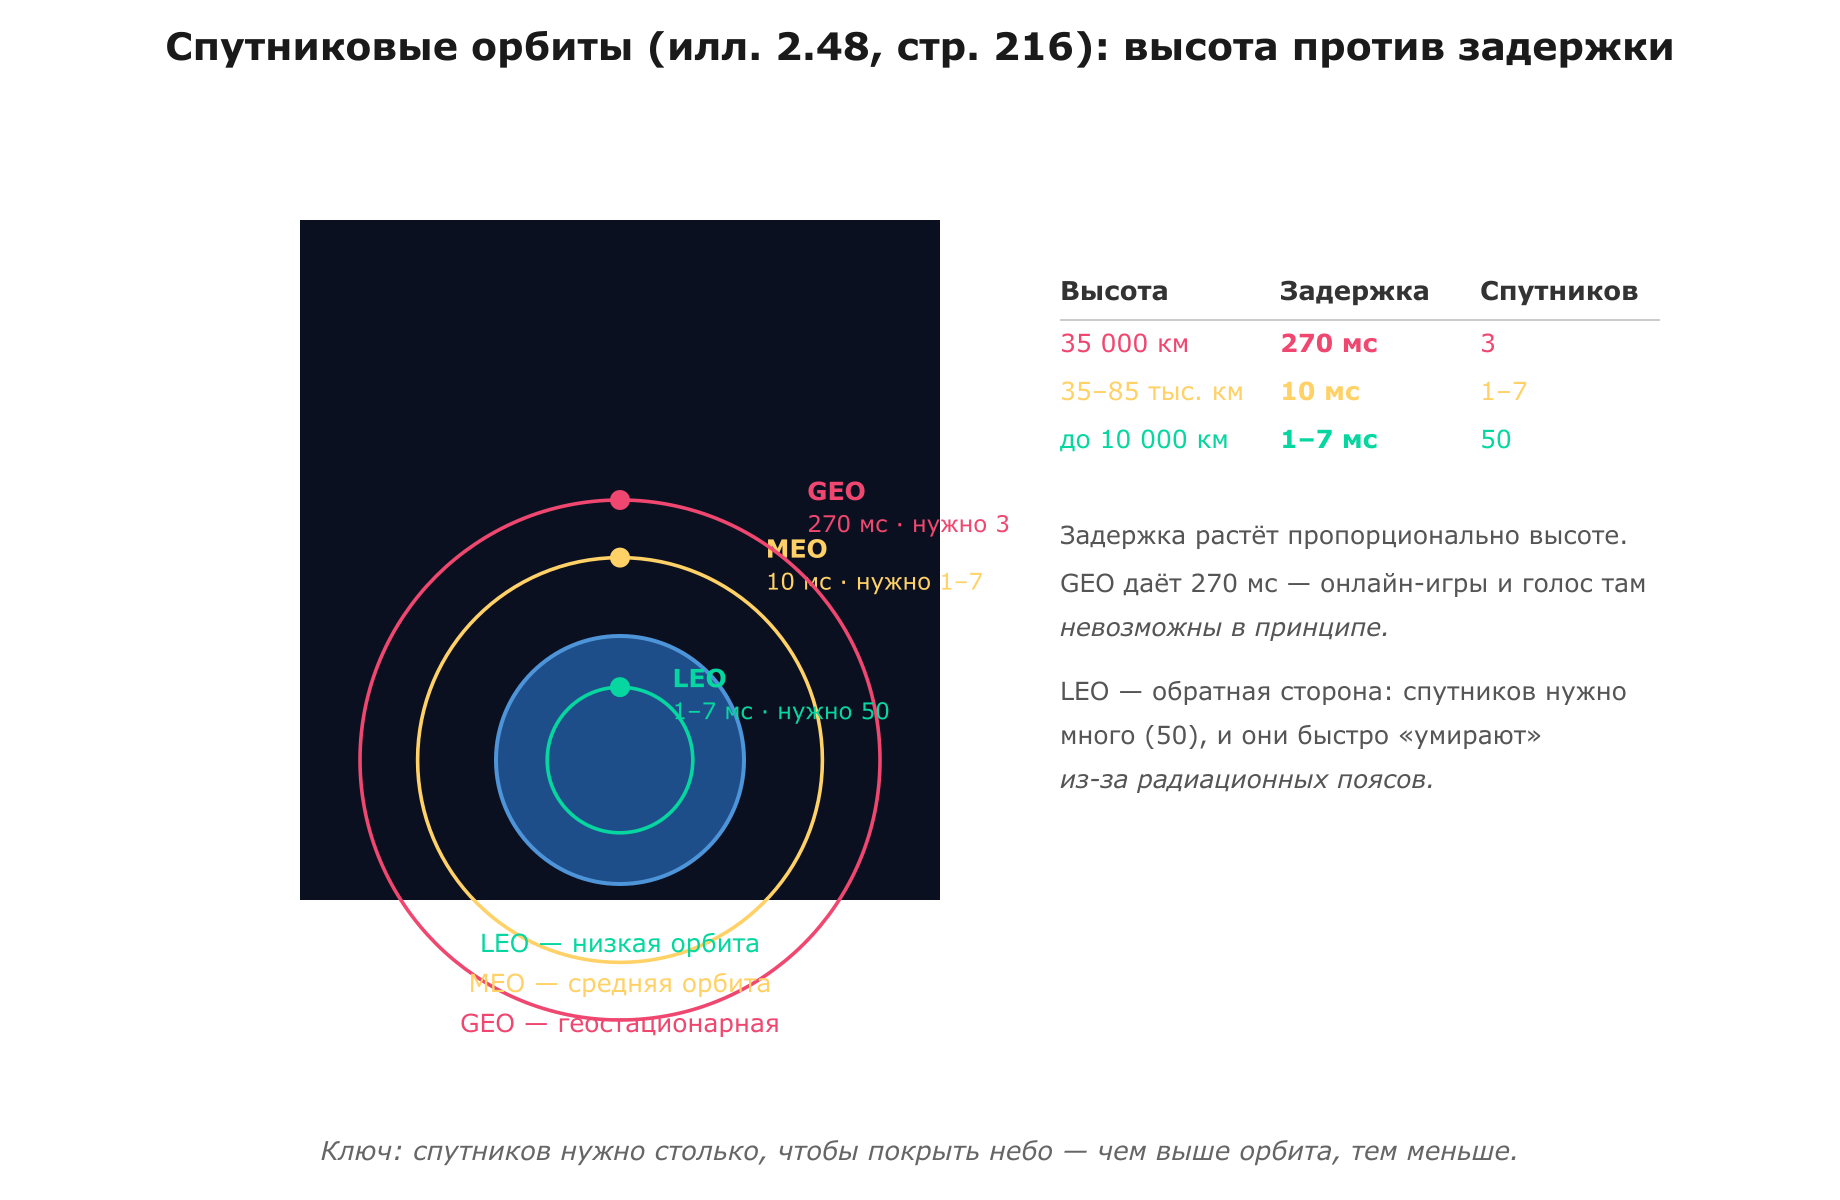 Спутниковые орбиты (илл. 2.48, стр. 216): высота против задержки
GEO
270 мс · нужно 3
MEO
10 мс · нужно 1–7
LEO
1–7 мс · нужно 50
LEO — низкая орбита
MEO — средняя орбита
GEO — геостационарная
Высота Задержка Спутников
35 000 км 270 мс 3
35–85 тыс. км 10 мс 1–7
до 10 000 км 1–7 мс 50
Задержка растёт пропорционально высоте.
GEO даёт 270 мс — онлайн-игры и голос там
невозможны в принципе.
LEO — обратная сторона: спутников нужно
много (50), и они быстро «умирают»
из-за радиационных поясов.
Ключ: спутников нужно столько, чтобы покрыть небо — чем выше орбита, тем меньше.